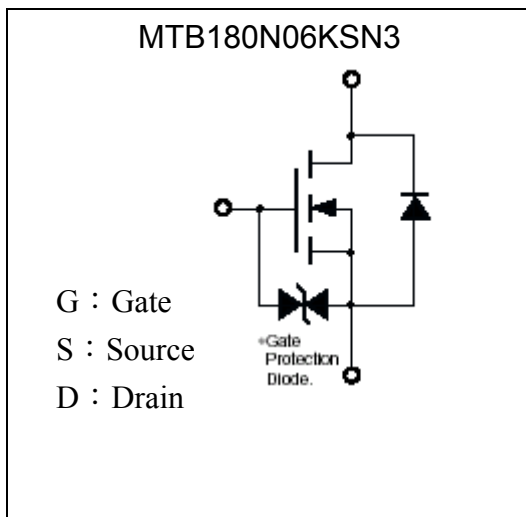 MTB180N06KSN3
G：Gate
S：Source
D：Drain
*Gate
Protection
Diode.